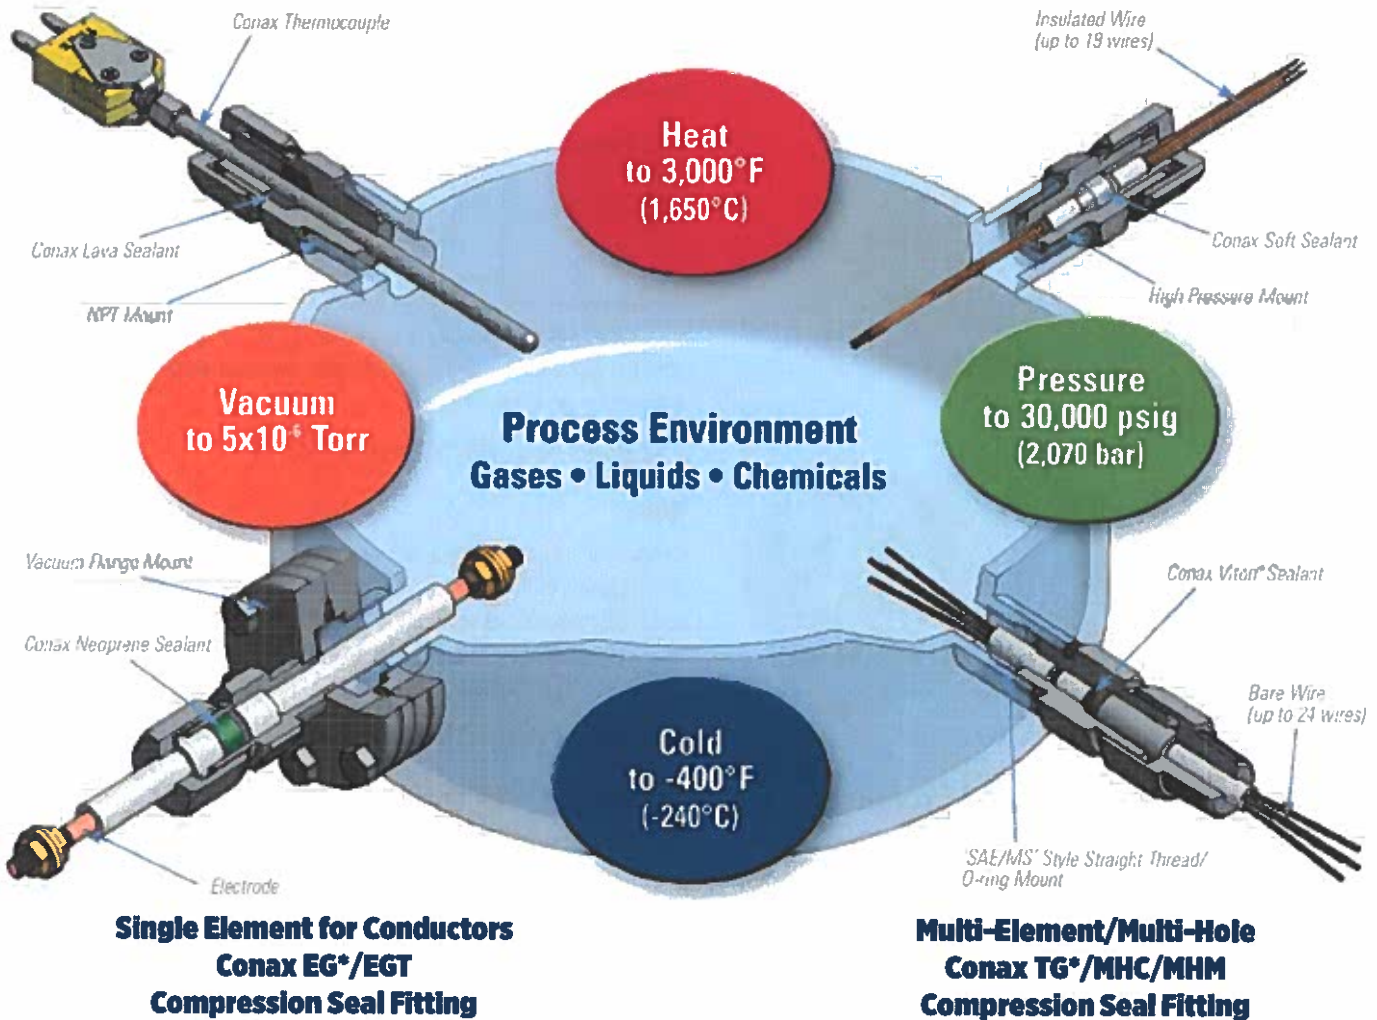 Conax Thermocouple
Insulated Wire
(up to 19 wires)
Heat
to 3,000°F
(1,650°C)
Conax Lava Sealant
Conax Soft Sealant
NPT Mount
High Pressure Mount
Vacuum
to 5x10⁻⁶ Torr
Pressure
to 30,000 psig
(2,070 bar)
Process Environment
Gases • Liquids • Chemicals
Vacuum Flange Mount
Conax Viton* Sealant
Conax Neoprene Sealant
Bare Wire
(up to 24 wires)
Cold
to -400°F
(-240°C)
'SAE/MS' Style Straight Thread/
O-ring Mount
Electrode
Single Element for Conductors
Conax EG*/EGT
Compression Seal Fitting
Multi-Element/Multi-Hole
Conax TG*/MHC/MHM
Compression Seal Fitting